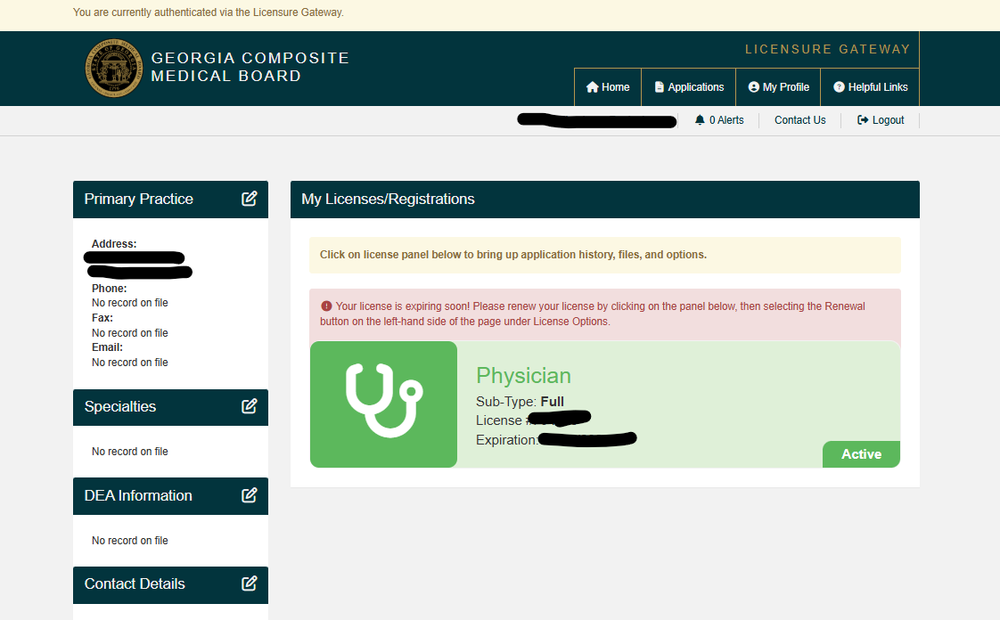 You are currently authenticated via the Licensure Gateway.
GEORGIA COMPOSITE
MEDICAL BOARD
LICENSURE GATEWAY
Home
Applications
My Profile
Helpful Links
0 Alerts
Contact Us
Logout
Primary Practice
Address:
Phone:
No record on file
Fax:
No record on file
Email:
No record on file
Specialties
No record on file
DEA Information
No record on file
Contact Details
My Licenses/Registrations
Click on license panel below to bring up application history, files, and options.
Your license is expiring soon! Please renew your license by clicking on the panel below, then selecting the Renewal
button on the left-hand side of the page under License Options.
Physician
Sub-Type: Full
License #
Expiration:
Active